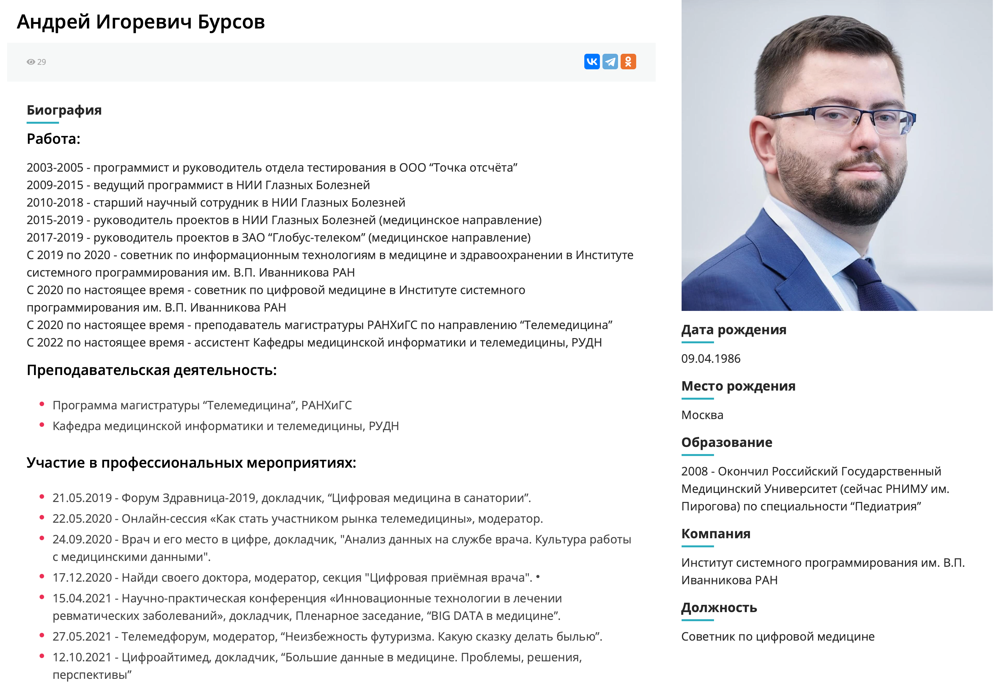 Андрей Игоревич Бурсов
29
Биография
Работа:
2003-2005 - программист и руководитель отдела тестирования в ООО “Точка отсчёта”
2009-2015 - ведущий программист в НИИ Глазных Болезней
2010-2018 - старший научный сотрудник в НИИ Глазных Болезней
2015-2019 - руководитель проектов в НИИ Глазных Болезней (медицинское направление)
2017-2019 - руководитель проектов в ЗАО “Глобус-телеком” (медицинское направление)
С 2019 по 2020 - советник по информационным технологиям в медицине и здравоохранении в Институте
системного программирования им. В.П. Иванникова РАН
С 2020 по настоящее время - советник по цифровой медицине в Институте системного
программирования им. В.П. Иванникова РАН
С 2020 по настоящее время - преподаватель магистратуры РАНХиГС по направлению “Телемедицина”
С 2022 по настоящее время - ассистент Кафедры медицинской информатики и телемедицины, РУДН
Преподавательская деятельность:
Программа магистратуры “Телемедицина”, РАНХиГС
Кафедра медицинской информатики и телемедицины, РУДН
Участие в профессиональных мероприятиях:
21.05.2019 - Форум Здравница-2019, докладчик, “Цифровая медицина в санатории”.
22.05.2020 - Онлайн-сессия «Как стать участником рынка телемедицины», модератор.
24.09.2020 - Врач и его место в цифре, докладчик, "Анализ данных на службе врача. Культура работы
с медицинскими данными".
17.12.2020 - Найди своего доктора, модератор, секция "Цифровая приёмная врача". •
15.04.2021 - Научно-практическая конференция «Инновационные технологии в лечении
ревматических заболеваний», докладчик, Пленарное заседание, “BIG DATA в медицине”.
27.05.2021 - Телемедфорум, модератор, “Неизбежность футуризма. Какую сказку делать былью”.
12.10.2021 - Цифроайтимед, докладчик, “Большие данные в медицине. Проблемы, решения,
перспективы”
Дата рождения
09.04.1986
Место рождения
Москва
Образование
2008 - Окончил Российский Государственный
Медицинский Университет (сейчас РНИМУ им.
Пирогова) по специальности “Педиатрия”
Компания
Институт системного программирования им. В.П.
Иванникова РАН
Должность
Советник по цифровой медицине